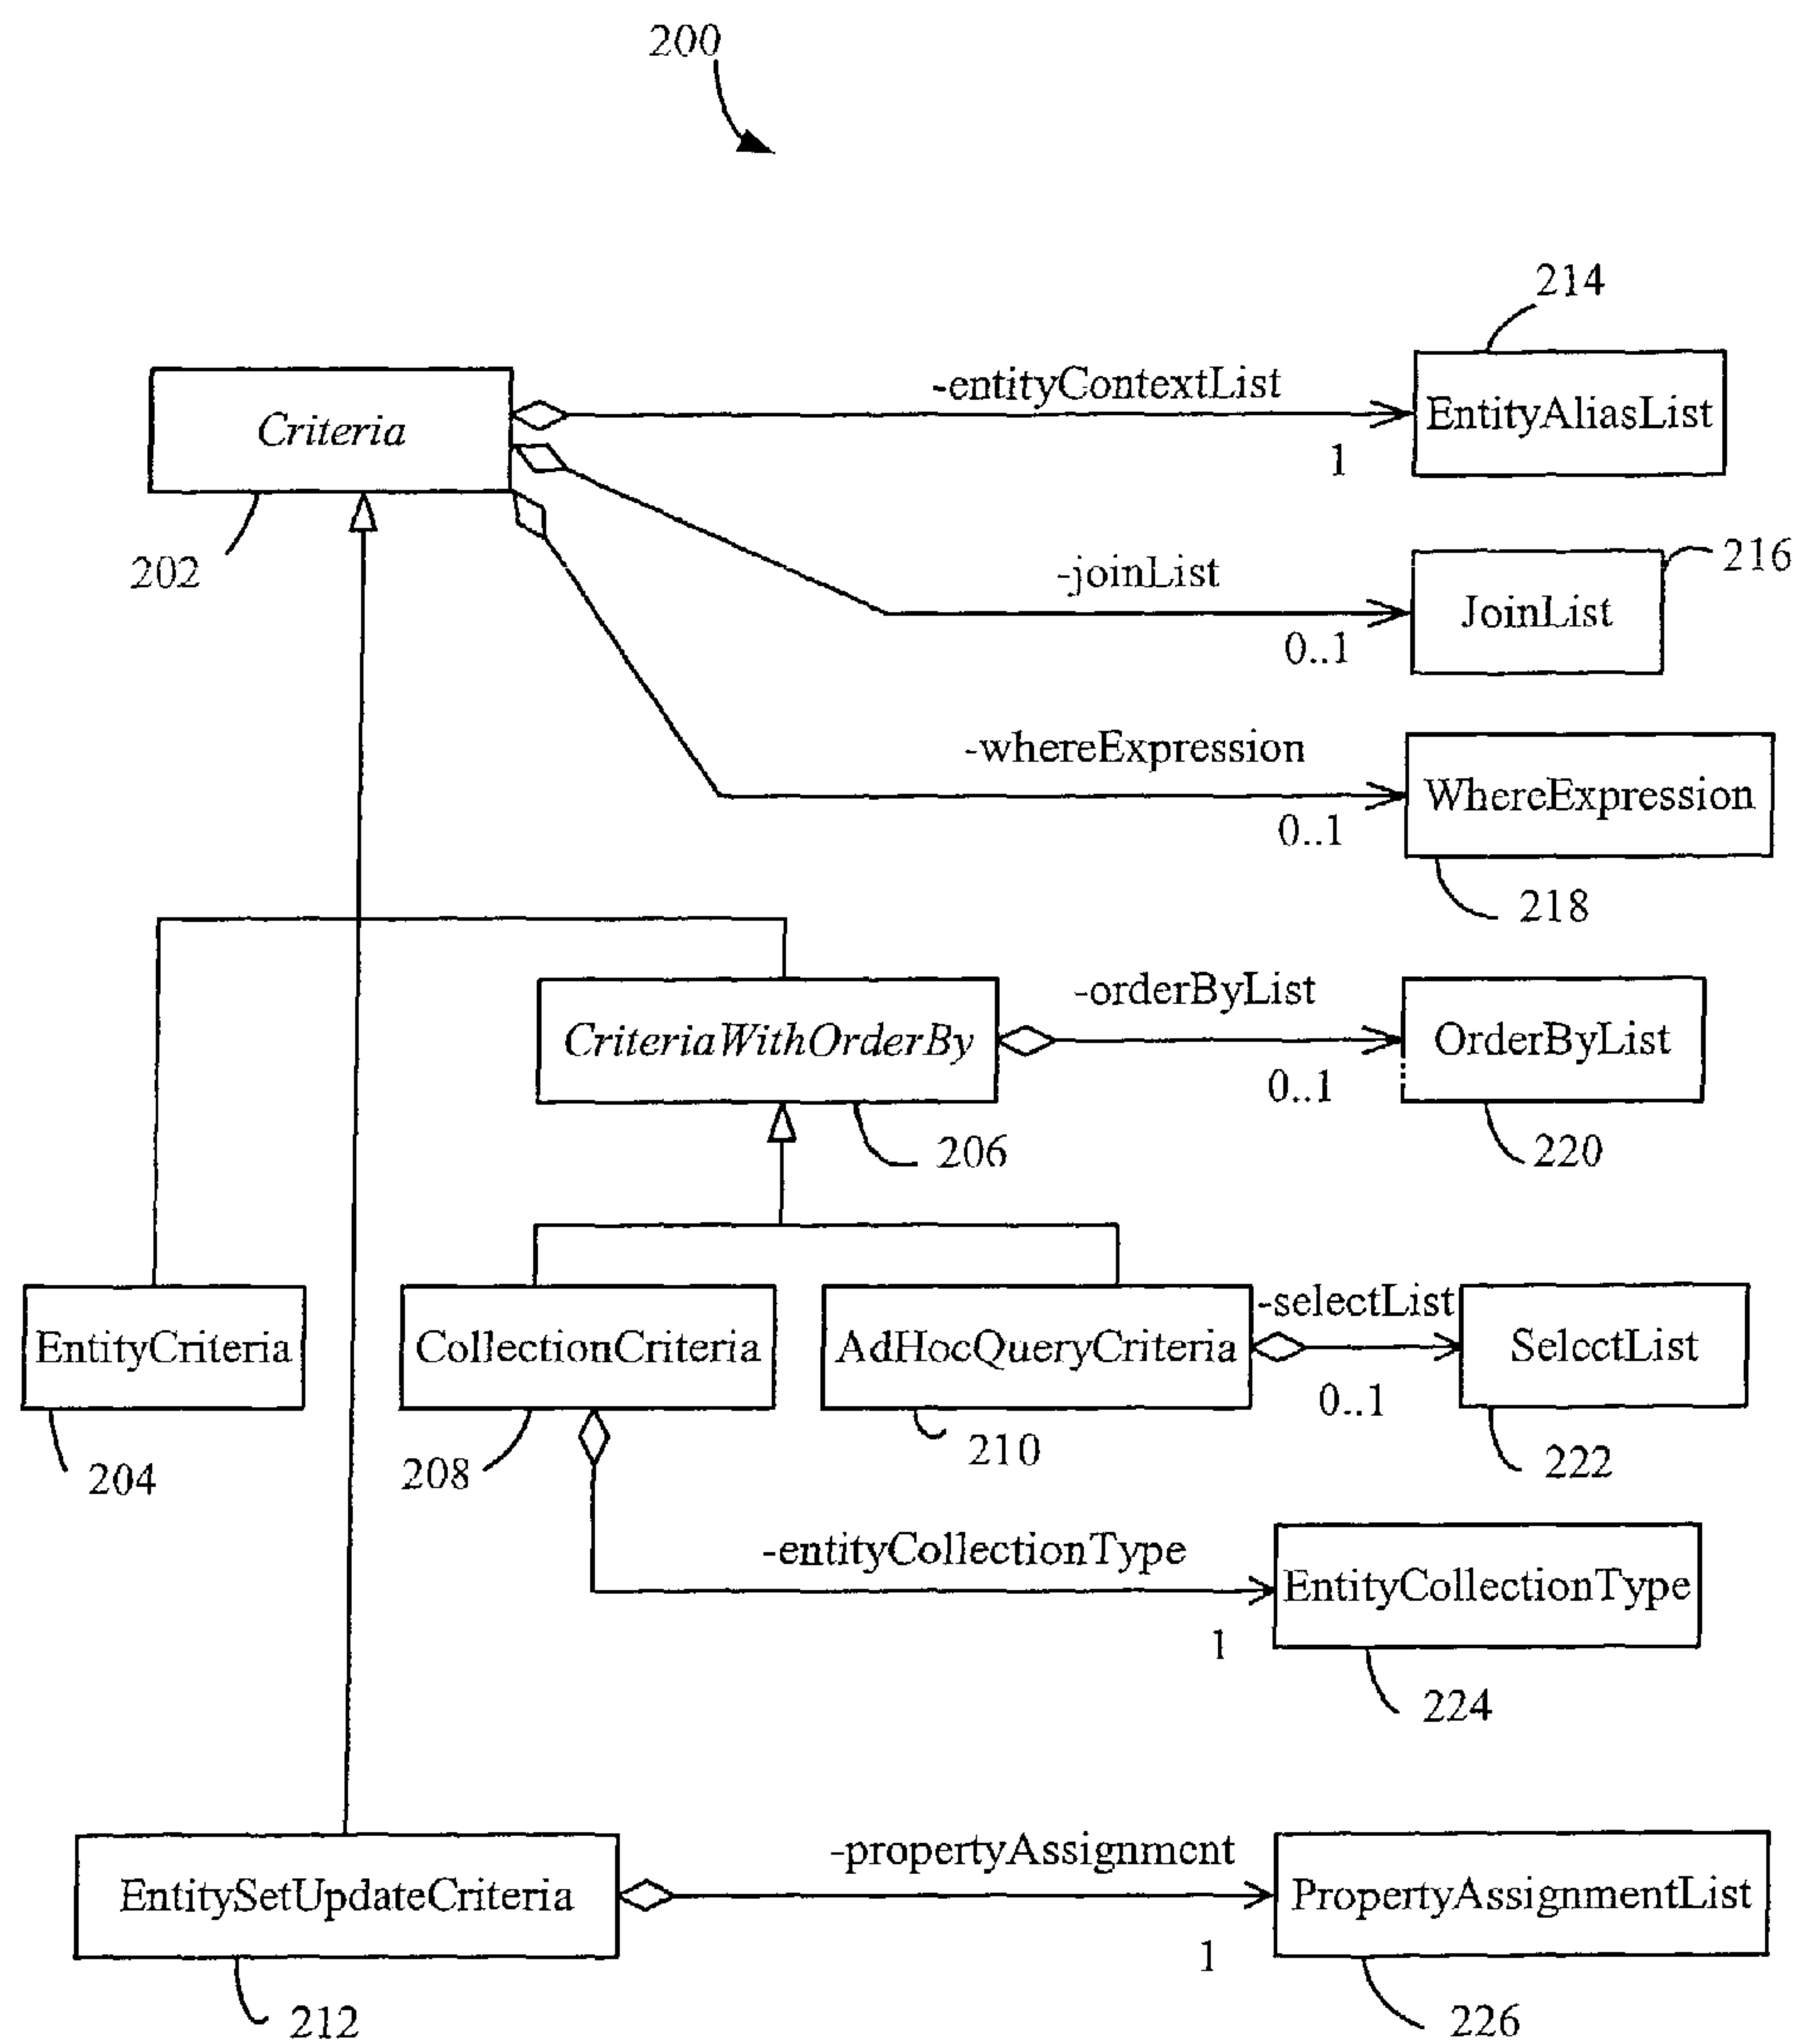 200
214
-entityContextList
EntityAliasList
Criteria
1
202
216
-joinList
JoinList
0..1
-whereExpression
WhereExpression
0..1
218
-orderByList
CriteriaWithOrderBy
OrderByList
0..1
206
220
-selectList
EntityCriteria
CollectionCriteria
AdHocQueryCriteria
SelectList
0..1
204
208
210
222
-entityCollectionType
EntityCollectionType
1
224
-propertyAssignment
EntitySetUpdateCriteria
PropertyAssignmentList
1
212
226